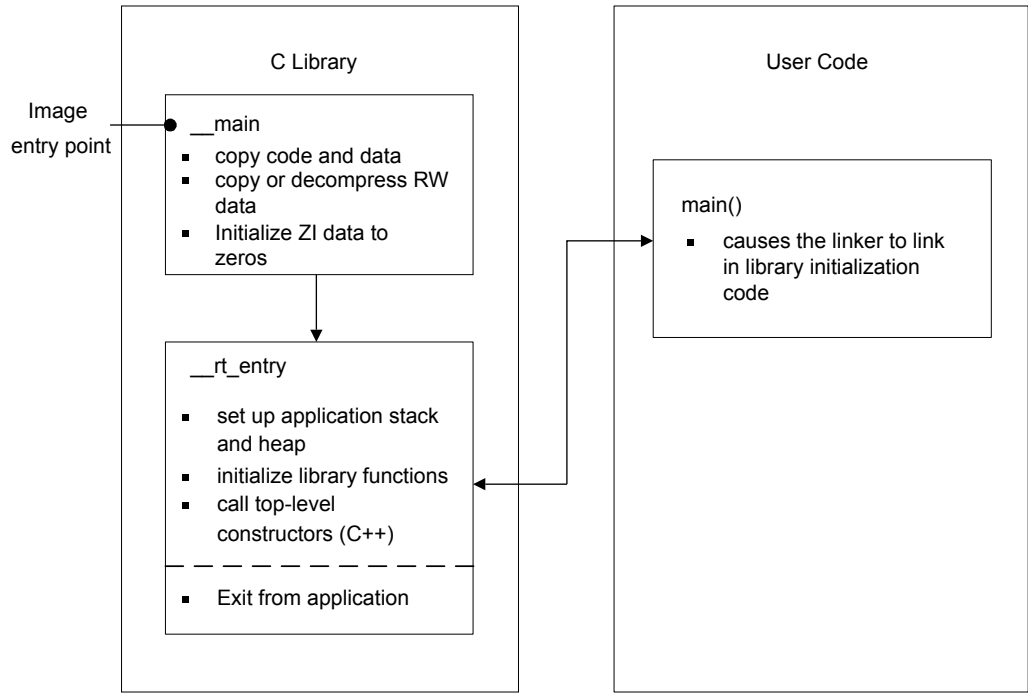 C Library
User Code
Image
entry point
__main
▪ copy code and data
▪ copy or decompress RW
data
▪ Initialize ZI data to
zeros
main()
▪ causes the linker to link
in library initialization
code
__rt_entry
▪ set up application stack
and heap
▪ initialize library functions
▪ call top-level
constructors (C++)
▪ Exit from application